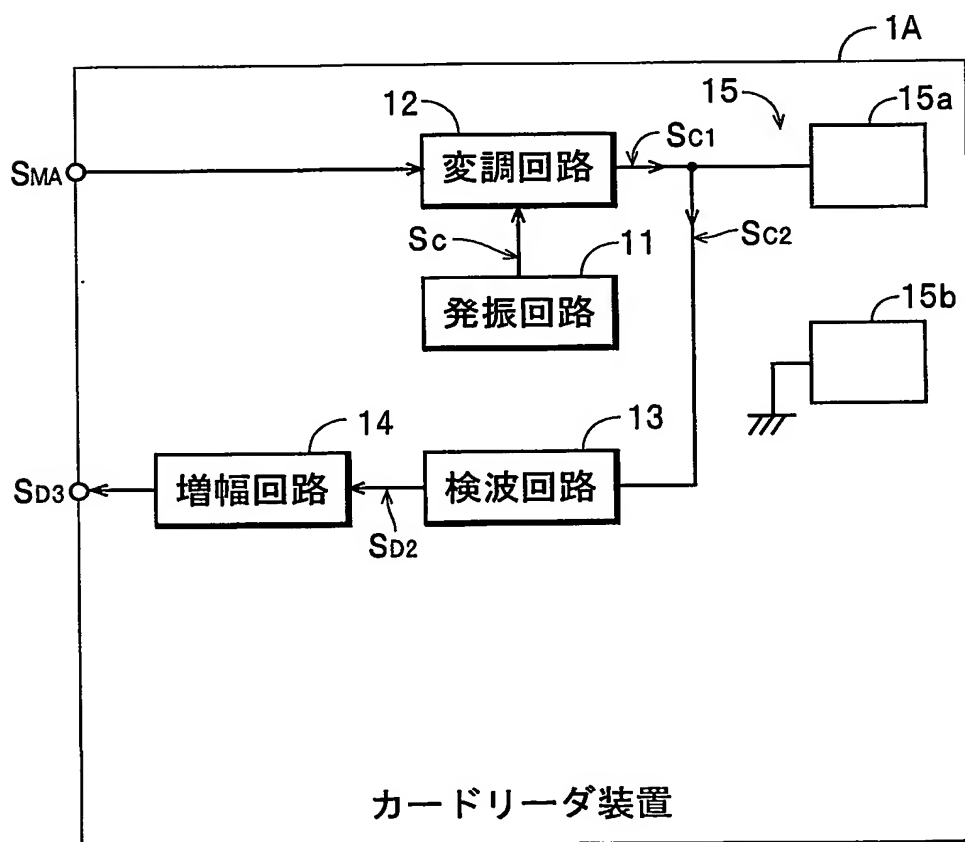 1A
12
15
15a
SC1
SMA
変調回路
SC
11
SC2
発振回路
15b
14
13
SD3
増幅回路
検波回路
SD2
カードリーダ装置